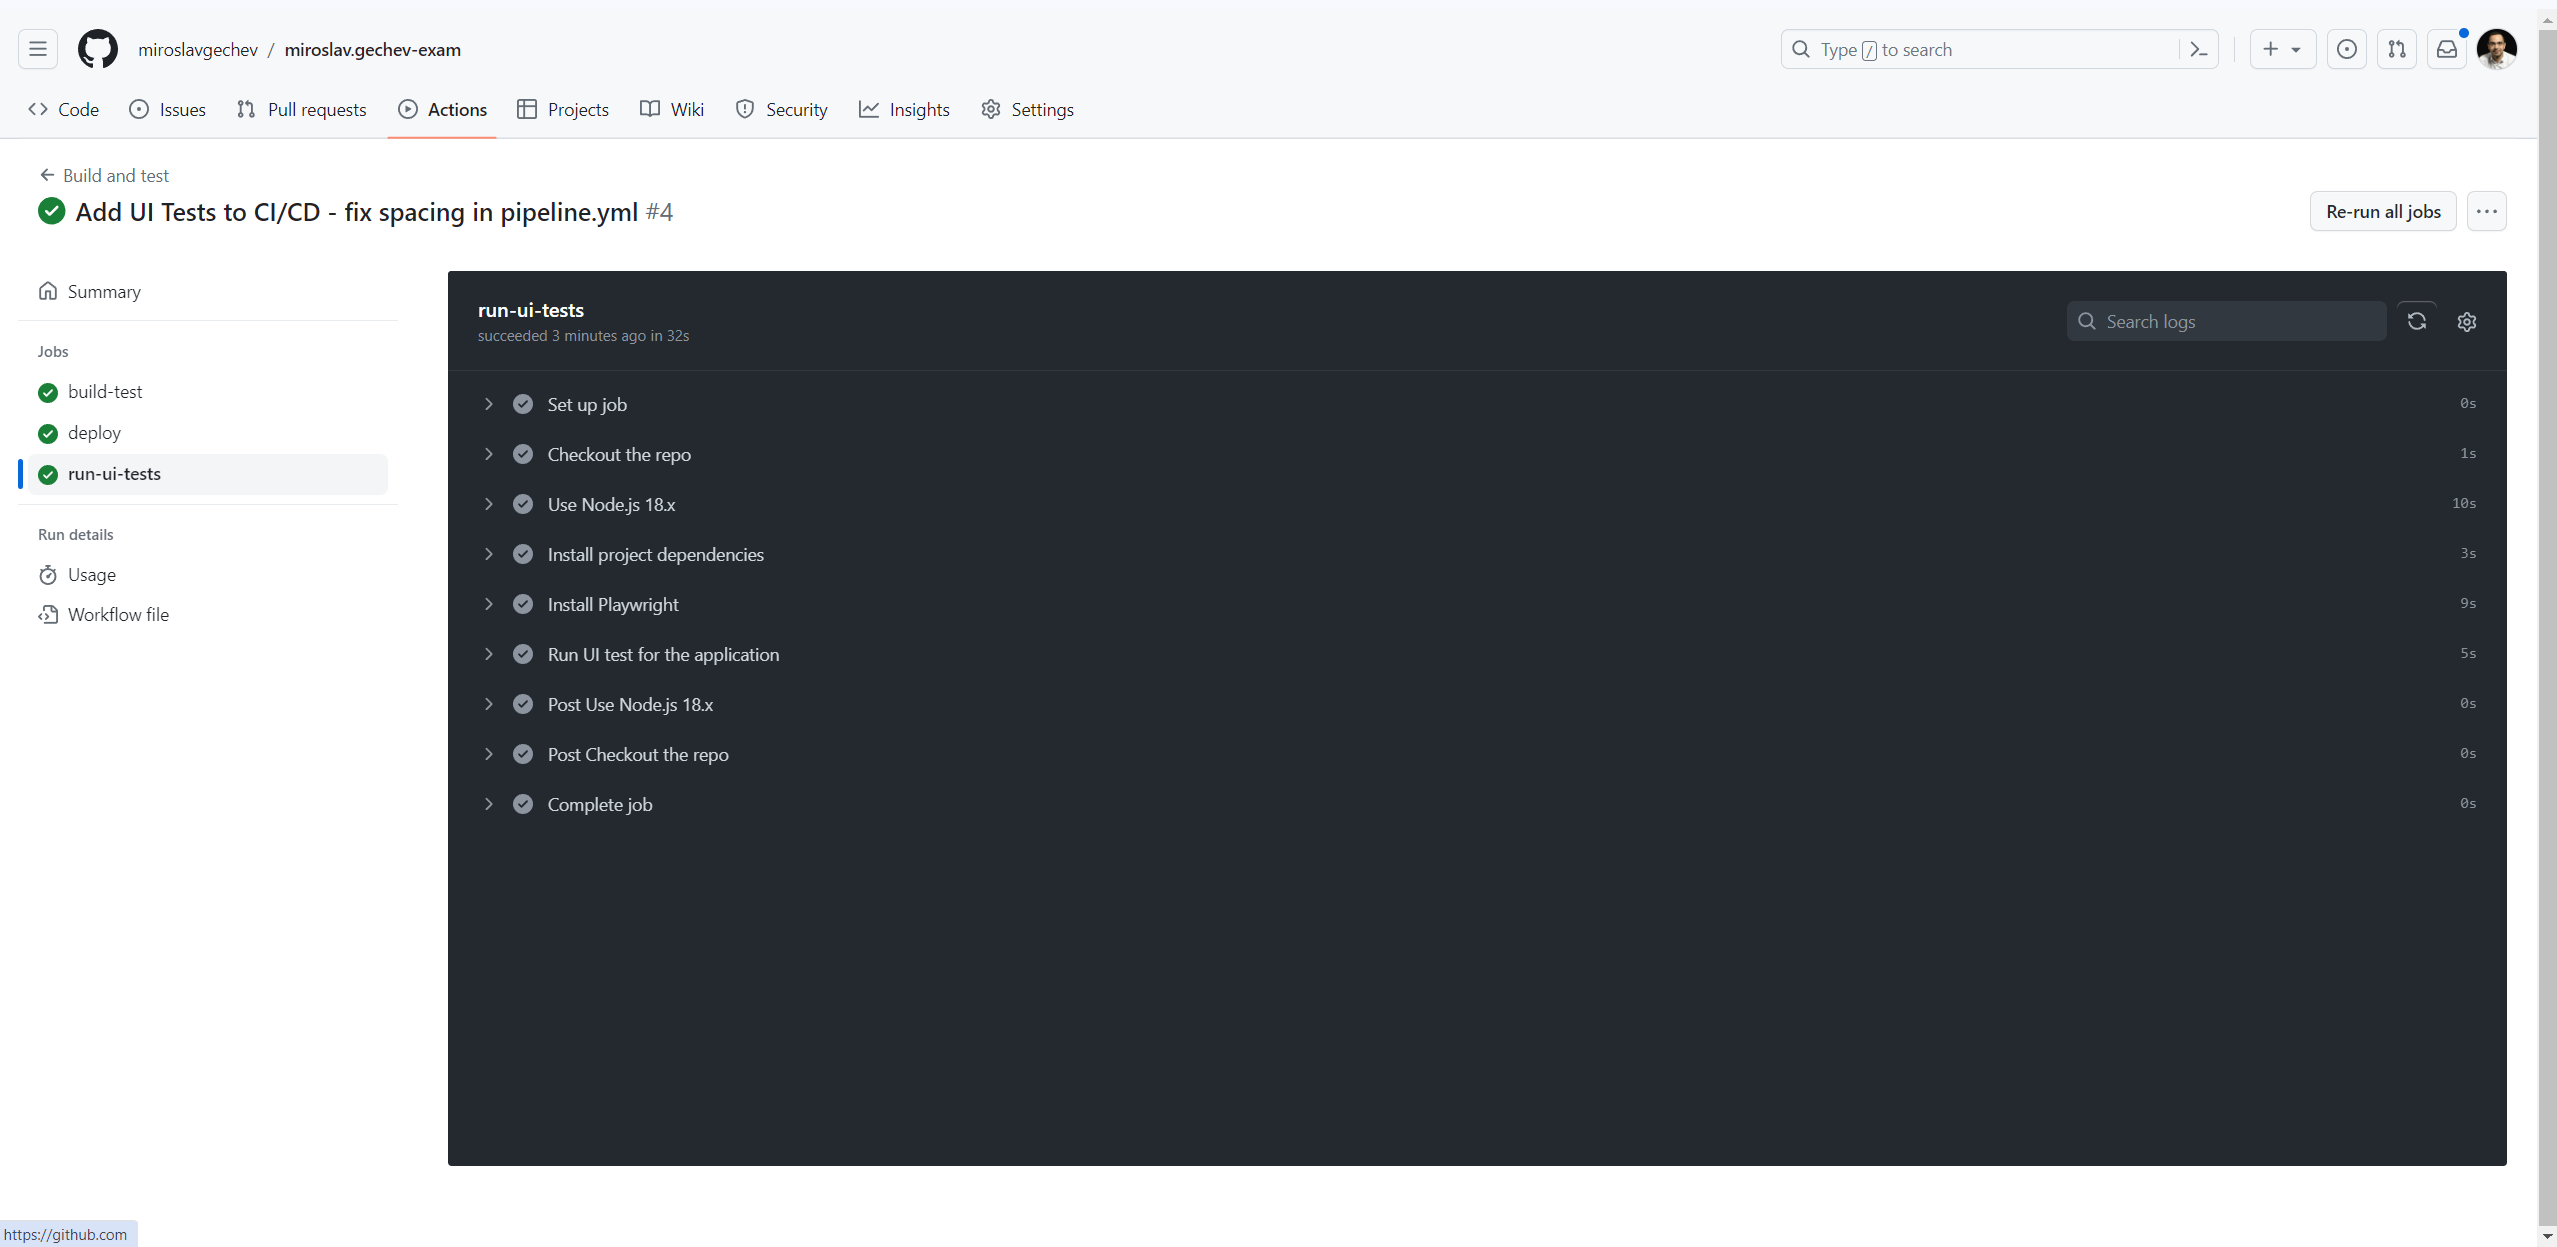 miroslavgechev / miroslav.gechev-exam
Type / to search
Code Issues Pull requests Actions Projects Wiki Security Insights Settings
Build and test
Add UI Tests to CI/CD - fix spacing in pipeline.yml #4
Re-run all jobs
Summary
Jobs
build-test
deploy
run-ui-tests
Run details
Usage
Workflow file
run-ui-tests
succeeded 3 minutes ago in 32s
Search logs
Set up job 0s
Checkout the repo 1s
Use Node.js 18.x 10s
Install project dependencies 3s
Install Playwright 9s
Run UI test for the application 5s
Post Use Node.js 18.x 0s
Post Checkout the repo 0s
Complete job 0s
https://github.com